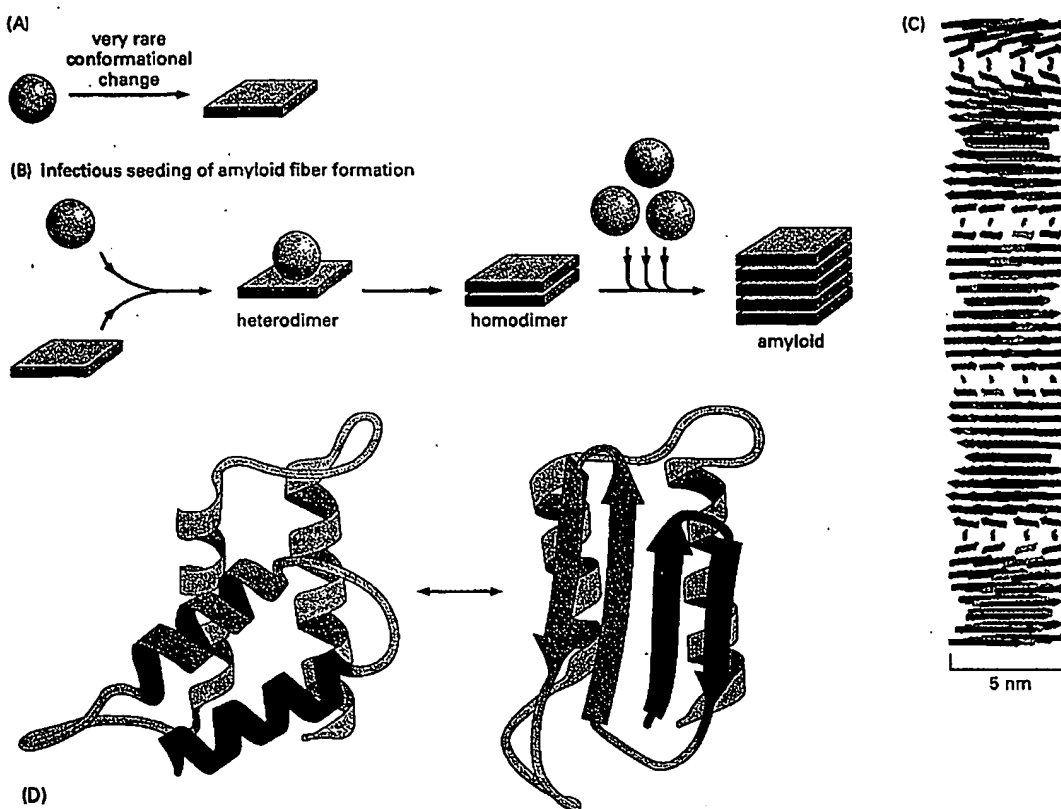 (A)
very rare
conformational
change
(B) infectious seeding of amyloid fiber formation
heterodimer
homodimer
amyloid
(C)
5 nm
(D)